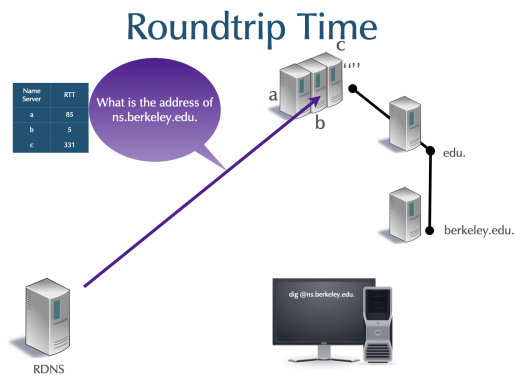 Roundtrip Time
c
“”
a
b
Name Server RTT
a 85
b 5
c 331
What is the address of
ns.berkeley.edu.
edu.
berkeley.edu.
dig @ns.berkeley.edu.
RDNS